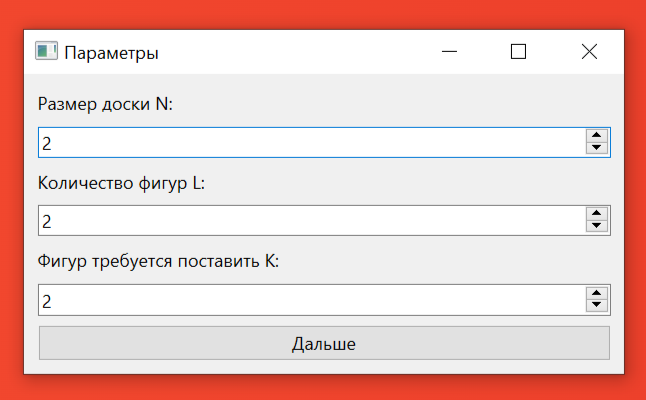 Параметры
Размер доски N:
2
Количество фигур L:
2
Фигур требуется поставить K:
2
Дальше